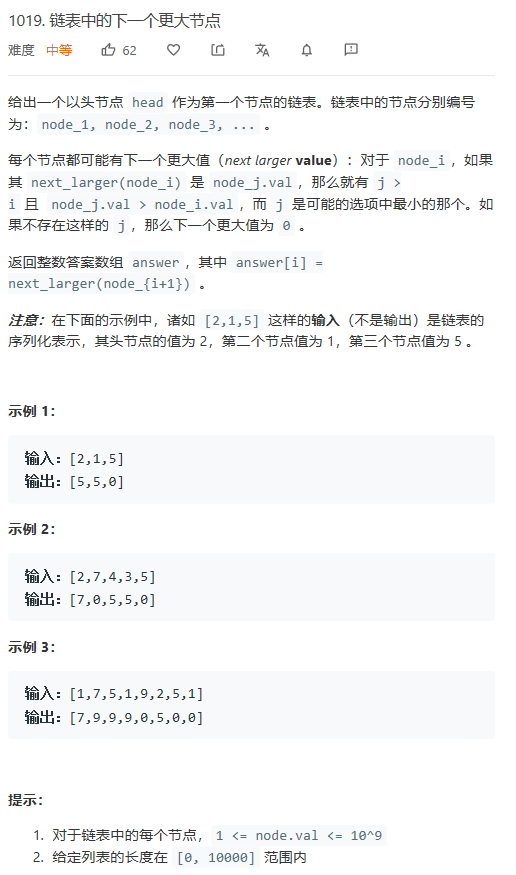 1019. 链表中的下一个更大节点
难度 中等 62
给出一个以头节点 head 作为第一个节点的链表。链表中的节点分别编号
为：node_1, node_2, node_3, ... 。
每个节点都可能有下一个更大值（next larger value）：对于 node_i，如果
其 next_larger(node_i) 是 node_j.val，那么就有 j >
i 且 node_j.val > node_i.val，而 j 是可能的选项中最小的那个。如
果不存在这样的 j，那么下一个更大值为 0 。
返回整数答案数组 answer，其中 answer[i] =
next_larger(node_{i+1}) 。
注意：在下面的示例中，诸如 [2,1,5] 这样的输入（不是输出）是链表的
序列化表示，其头节点的值为 2，第二个节点值为 1，第三个节点值为 5 。
示例 1：
输入：[2,1,5]
输出：[5,5,0]
示例 2：
输入：[2,7,4,3,5]
输出：[7,0,5,5,0]
示例 3：
输入：[1,7,5,1,9,2,5,1]
输出：[7,9,9,9,0,5,0,0]
提示：
1. 对于链表中的每个节点，1 <= node.val <= 10^9
2. 给定列表的长度在 [0, 10000] 范围内